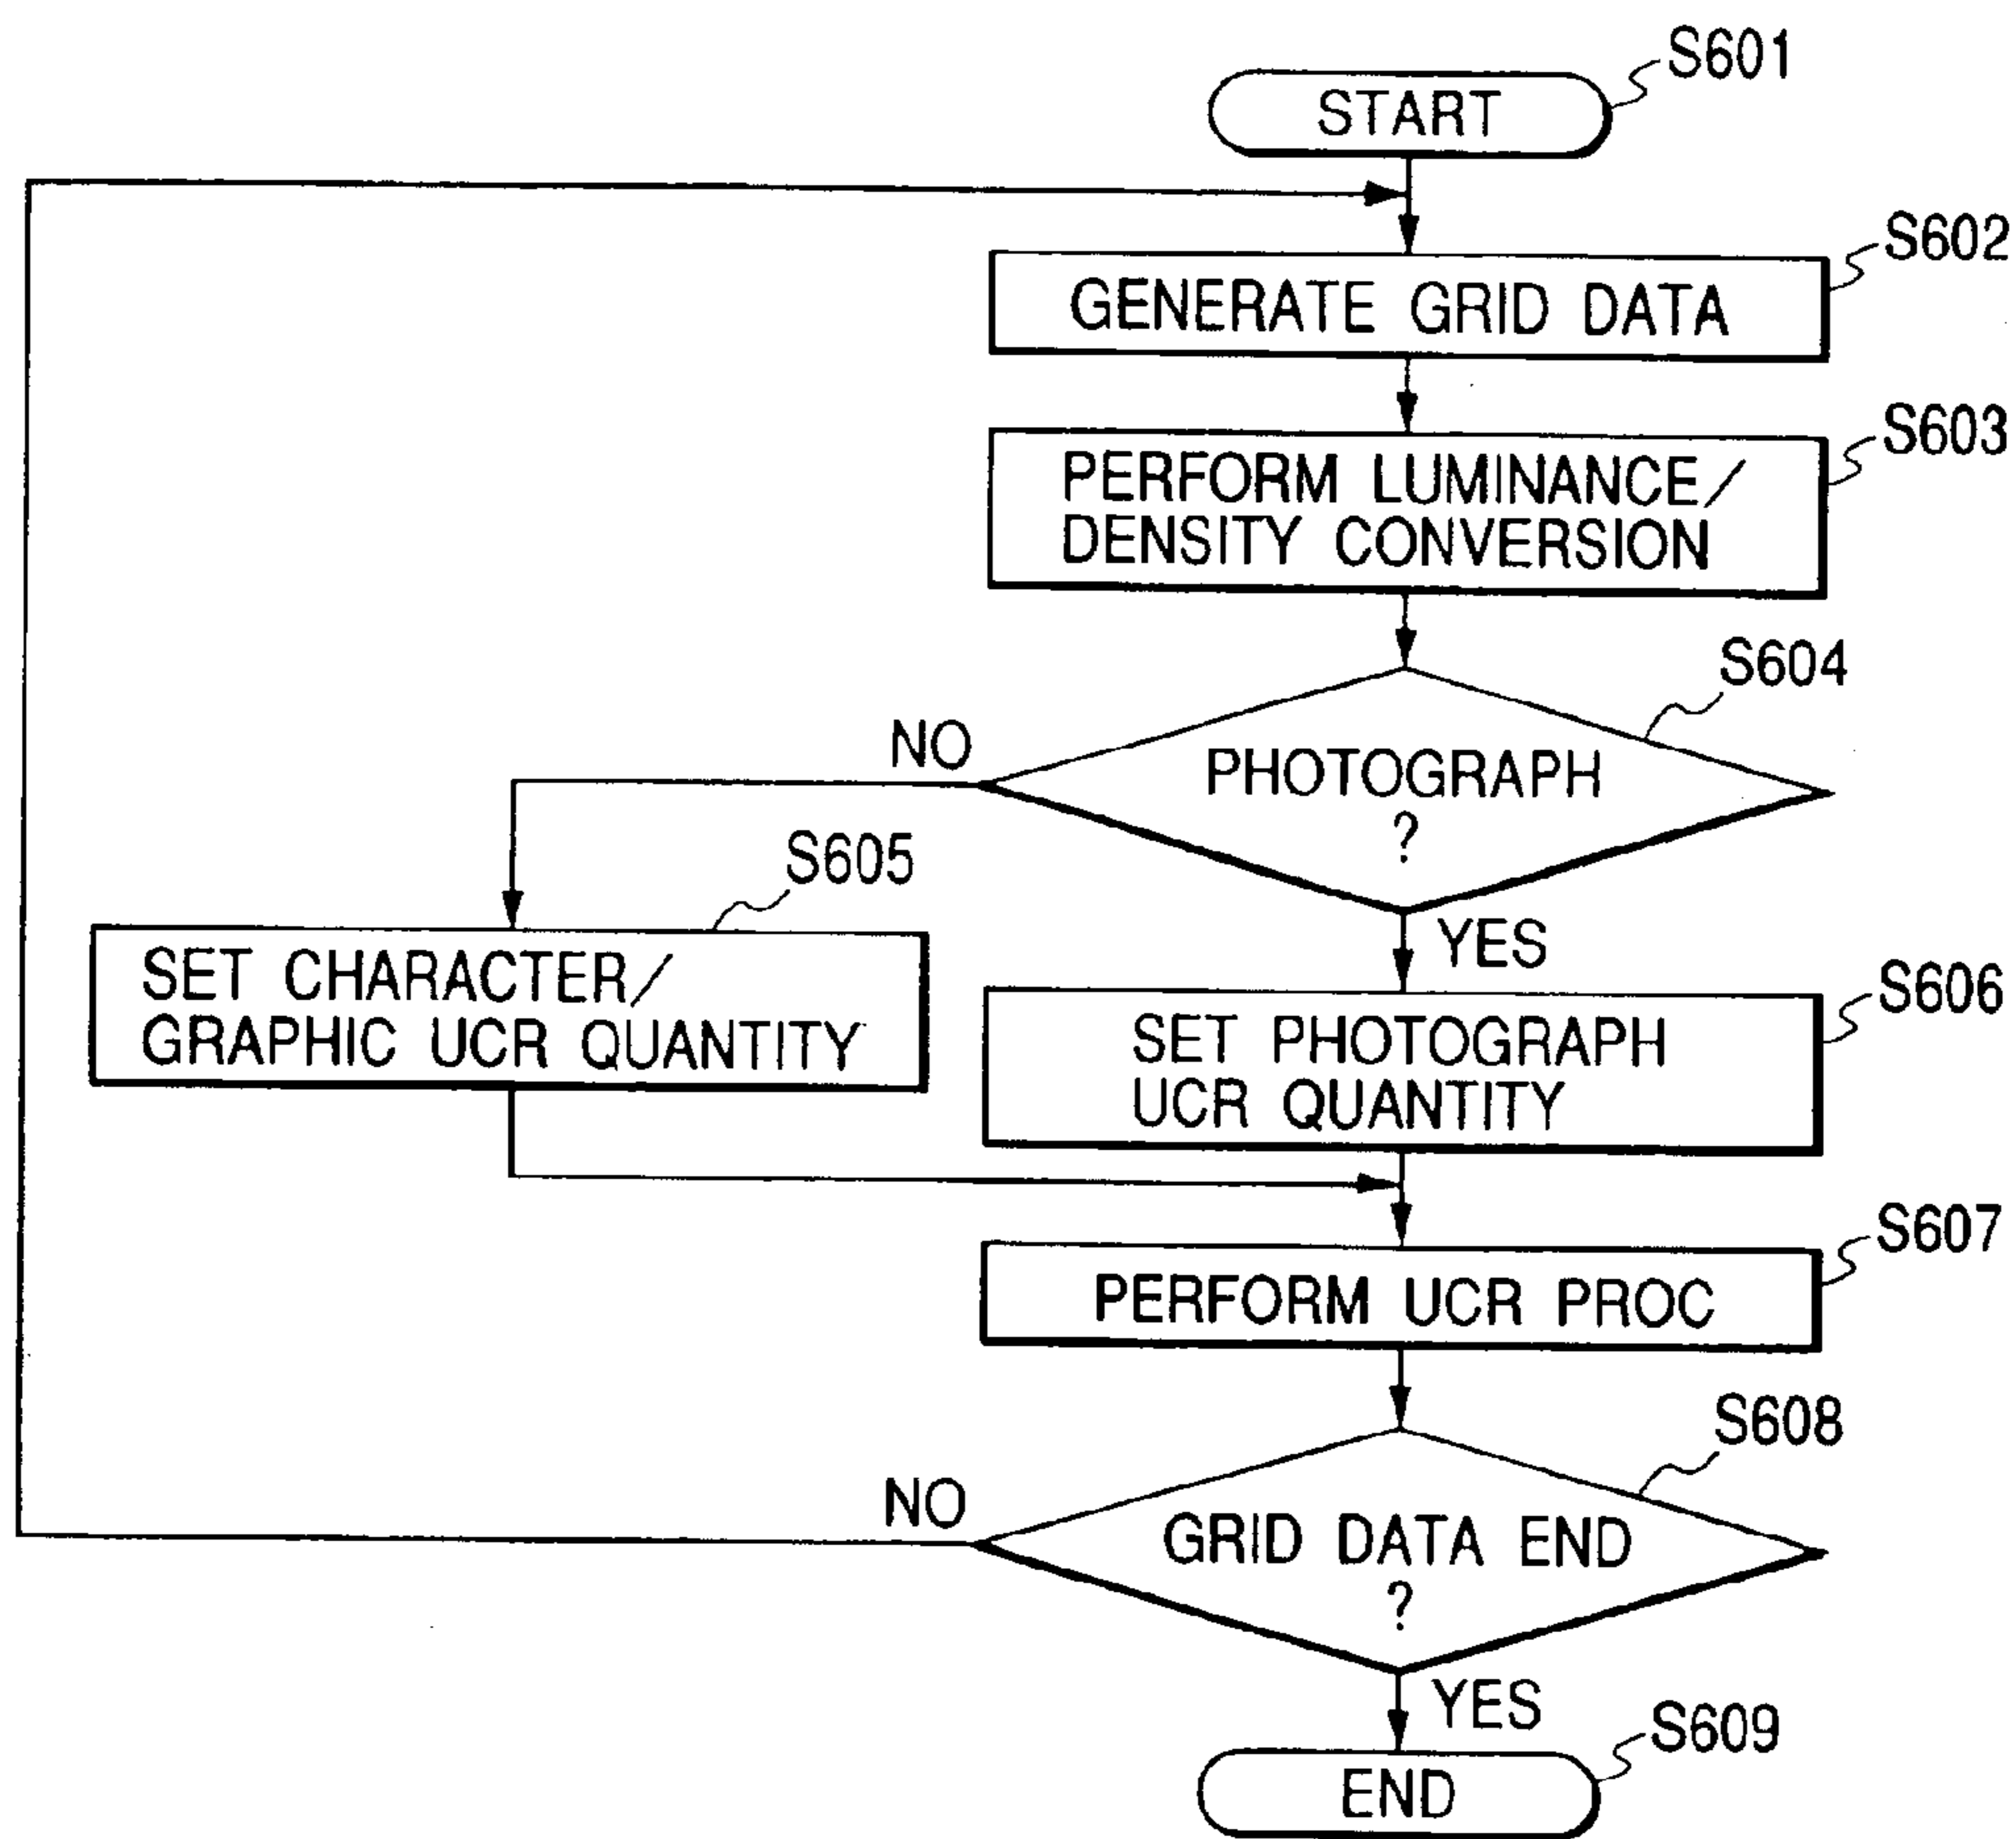 S601
START
S602
GENERATE GRID DATA
S603
PERFORM LUMINANCE/
DENSITY CONVERSION
S604
NO
PHOTOGRAPH
?
S605
YES
SET CHARACTER/
GRAPHIC UCR QUANTITY
S606
SET PHOTOGRAPH
UCR QUANTITY
S607
PERFORM UCR PROC
S608
NO
GRID DATA END
?
YES
S609
END